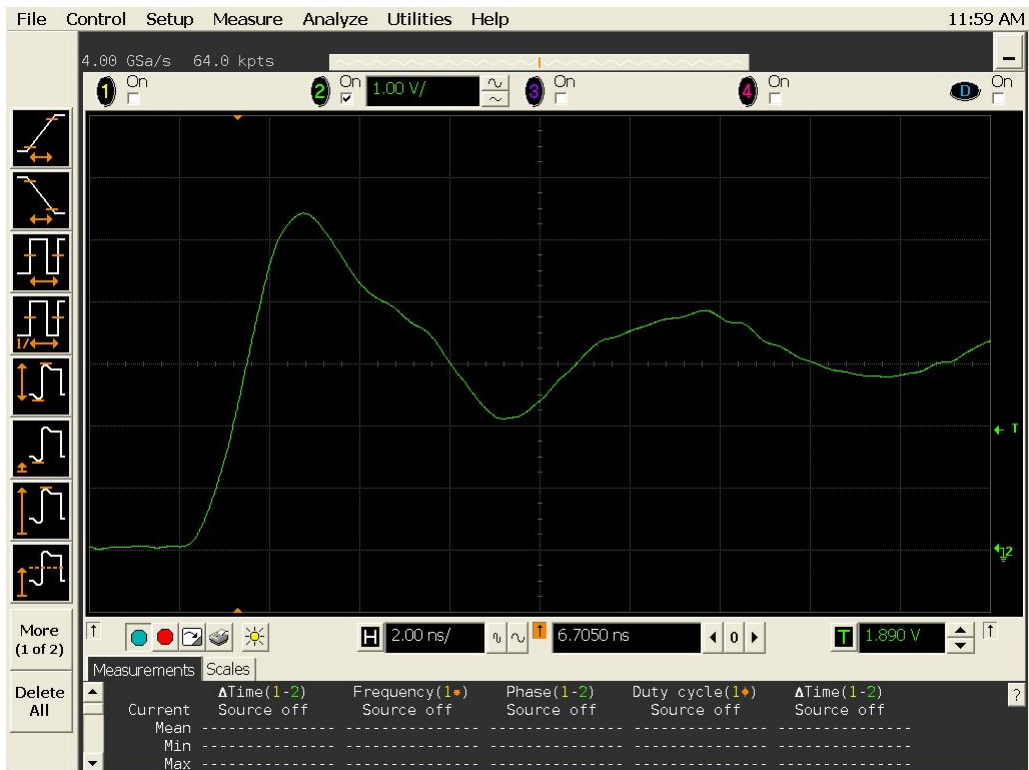 File Control Setup Measure Analyze Utilities Help 11:59 AM
4.00 GSa/s 64.0 kpts
1 On 2 On 1.00 V/ 3 On 4 On D On
T
2
1/
More
(1 of 2)
Delete
All
H 2.00 ns/ 6.7050 ns 0 T 1.890 V
Measurements Scales
ΔTime(1-2) Frequency(1) Phase(1-2) Duty cycle(1) ΔTime(1-2) ?
Current Source off Source off Source off Source off Source off
Mean -------------- -------------- -------------- -------------- --------------
Min -------------- -------------- -------------- -------------- --------------
Max -------------- -------------- -------------- -------------- --------------